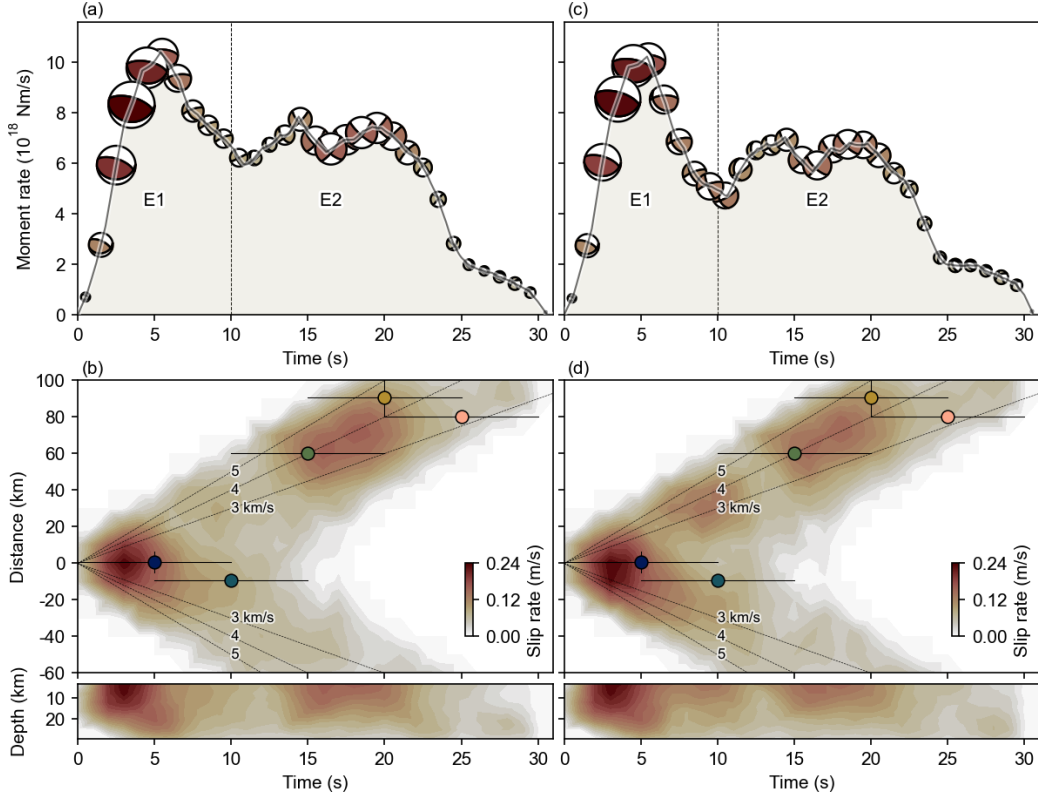 (a)
Moment rate (10^18 Nm/s)
10
8
6
4
2
0
E1
E2
0 5 10 15 20 25 30
Time (s)
(c)
E1
E2
0 5 10 15 20 25 30
Time (s)
(b)
Distance (km)
100
80
60
40
20
0
-20
-40
-60
5
4
3 km/s
3 km/s
4
5
0.24
0.12
0.00
Slip rate (m/s)
Depth (km)
10
20
0 5 10 15 20 25 30
Time (s)
(d)
5
4
3 km/s
3 km/s
4
5
0.24
0.12
0.00
Slip rate (m/s)
0 5 10 15 20 25 30
Time (s)